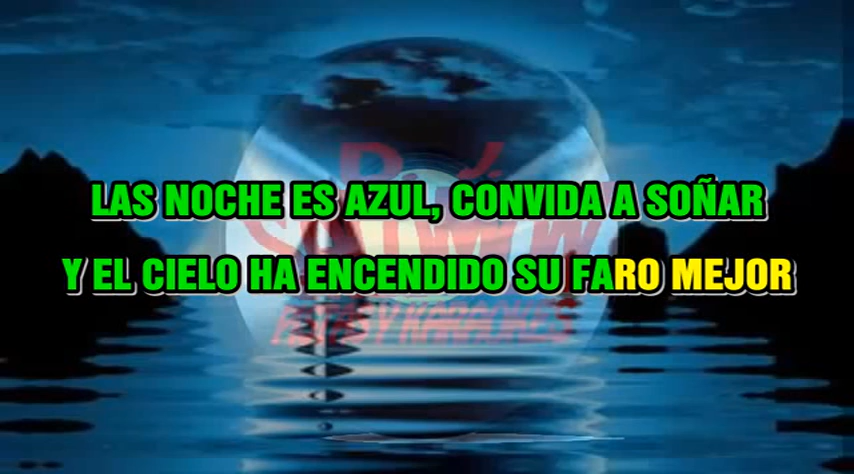 LAS NOCHE ES AZUL, CONVIDA A SOÑAR
Y EL CIELO HA ENCENDIDO SU FARO MEJOR